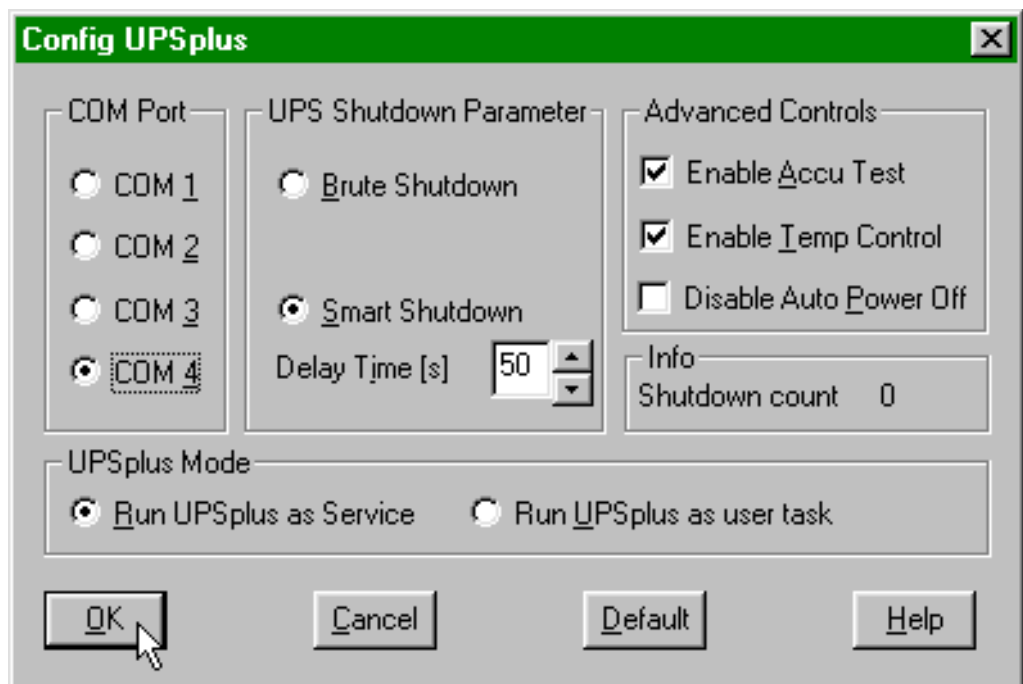 Config UPSplus
COM Port
COM 1
COM 2
COM 3
COM 4
UPS Shutdown Parameter
Brute Shutdown
Smart Shutdown
Delay Time [s] 50
Advanced Controls
Enable Accu Test
Enable Temp Control
Disable Auto Power Off
Info
Shutdown count 0
UPSplus Mode
Run UPSplus as Service Run UPSplus as user task
OK Cancel Default Help